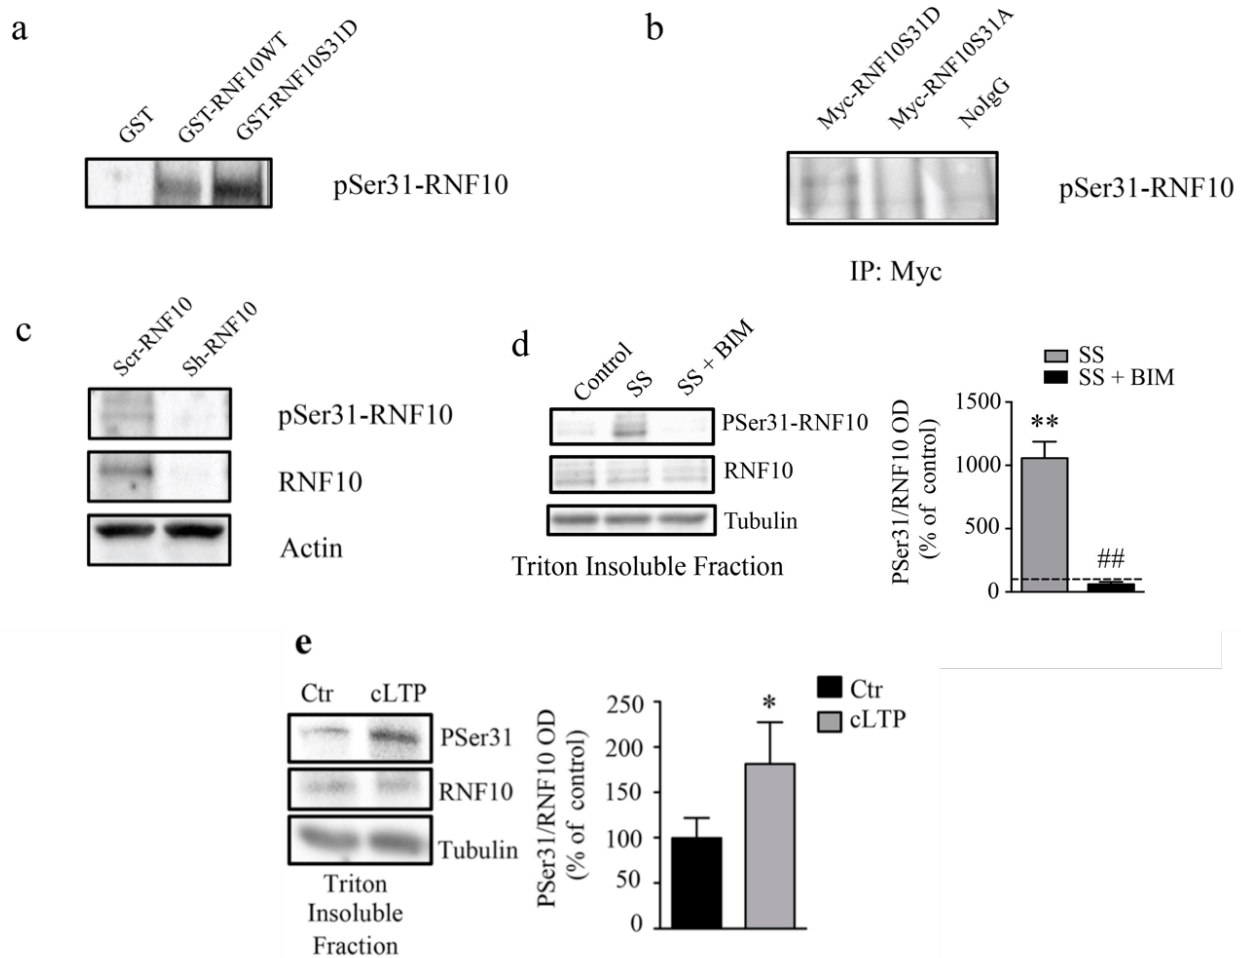 a
GST
GST-RNF10WT
GST-RNF10S31D
pSer31-RNF10
b
Myc-RNF10S31D
Myc-RNF10S31A
NoIgG
pSer31-RNF10
IP: Myc
c
Scr-RNF10
Sh-RNF10
pSer31-RNF10
RNF10
Actin
d
Control
SS
SS + BIM
PSer31-RNF10
RNF10
Tubulin
Triton Insoluble Fraction
SS
SS + BIM
PSer31/RNF10 OD
(% of control)
1500
1000
500
0
**
##
e
Ctr
cLTP
PSer31
RNF10
Tubulin
Triton
Insoluble
Fraction
PSer31/RNF10 OD
(% of control)
250
200
150
100
50
0
*
Ctr
cLTP